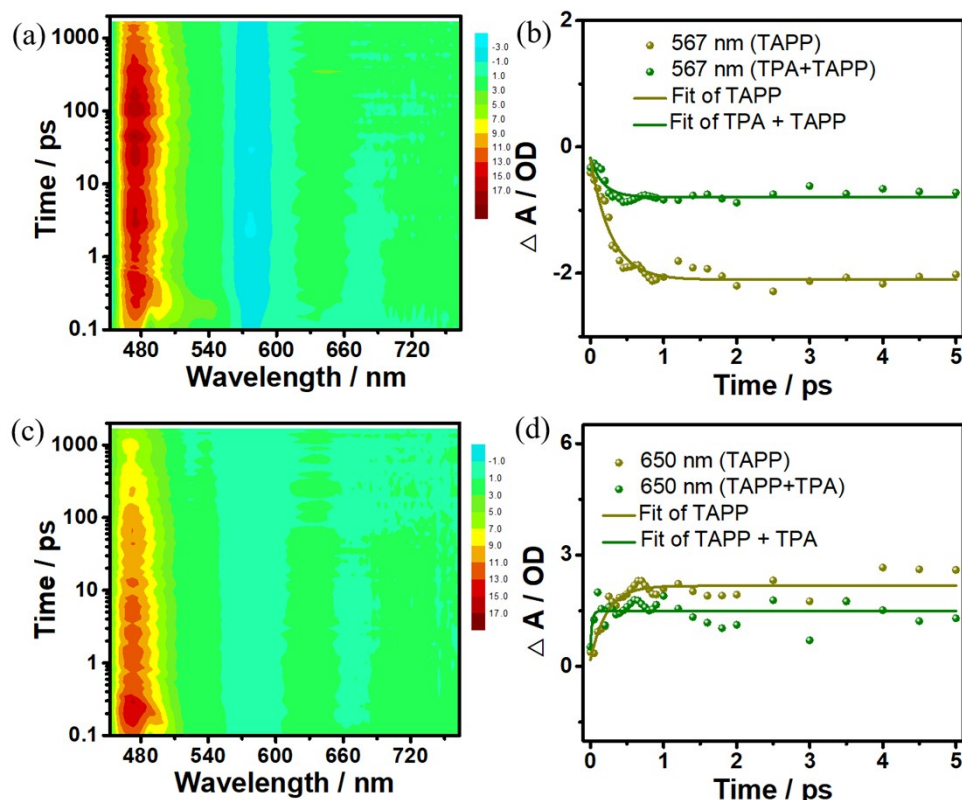 (a)
1000
100
10
1
0.1
Time / ps
480 540 600 660 720
Wavelength / nm
-3.0
-1.0
1.0
3.0
5.0
7.0
9.0
11.0
13.0
15.0
17.0
(b)
2
0
-2
△ A / OD
567 nm (TAPP)
567 nm (TPA+TAPP)
Fit of TAPP
Fit of TPA + TAPP
0 1 2 3 4 5
Time / ps
(c)
1000
100
10
1
0.1
Time / ps
480 540 600 660 720
Wavelength / nm
-1.0
1.0
3.0
5.0
7.0
9.0
11.0
13.0
15.0
17.0
(d)
6
3
0
△ A / OD
650 nm (TAPP)
650 nm (TAPP+TPA)
Fit of TAPP
Fit of TAPP + TPA
0 1 2 3 4 5
Time / ps